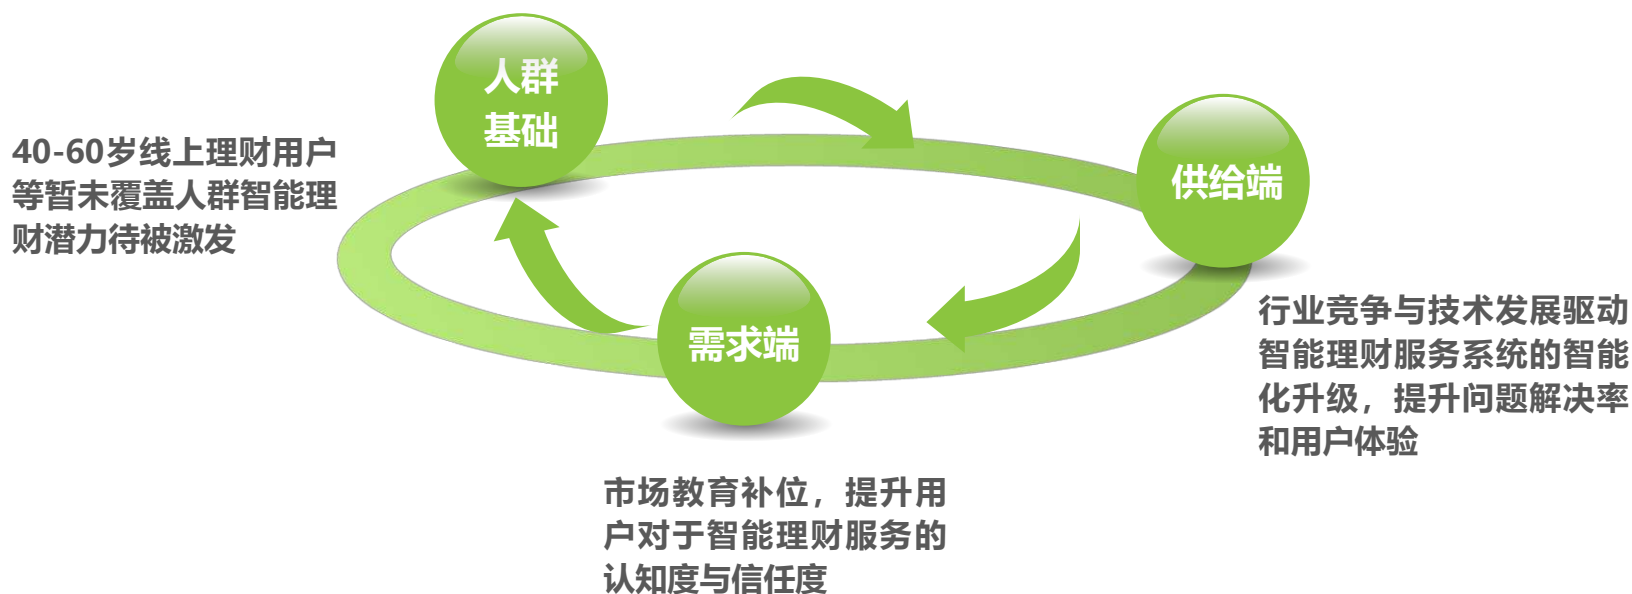 人群
基础
40-60岁线上理财用户
等暂未覆盖人群智能理
财潜力待被激发
供给端
行业竞争与技术发展驱动
智能理财服务系统的智能
化升级，提升问题解决率
和用户体验
需求端
市场教育补位，提升用
户对于智能理财服务的
认知度与信任度